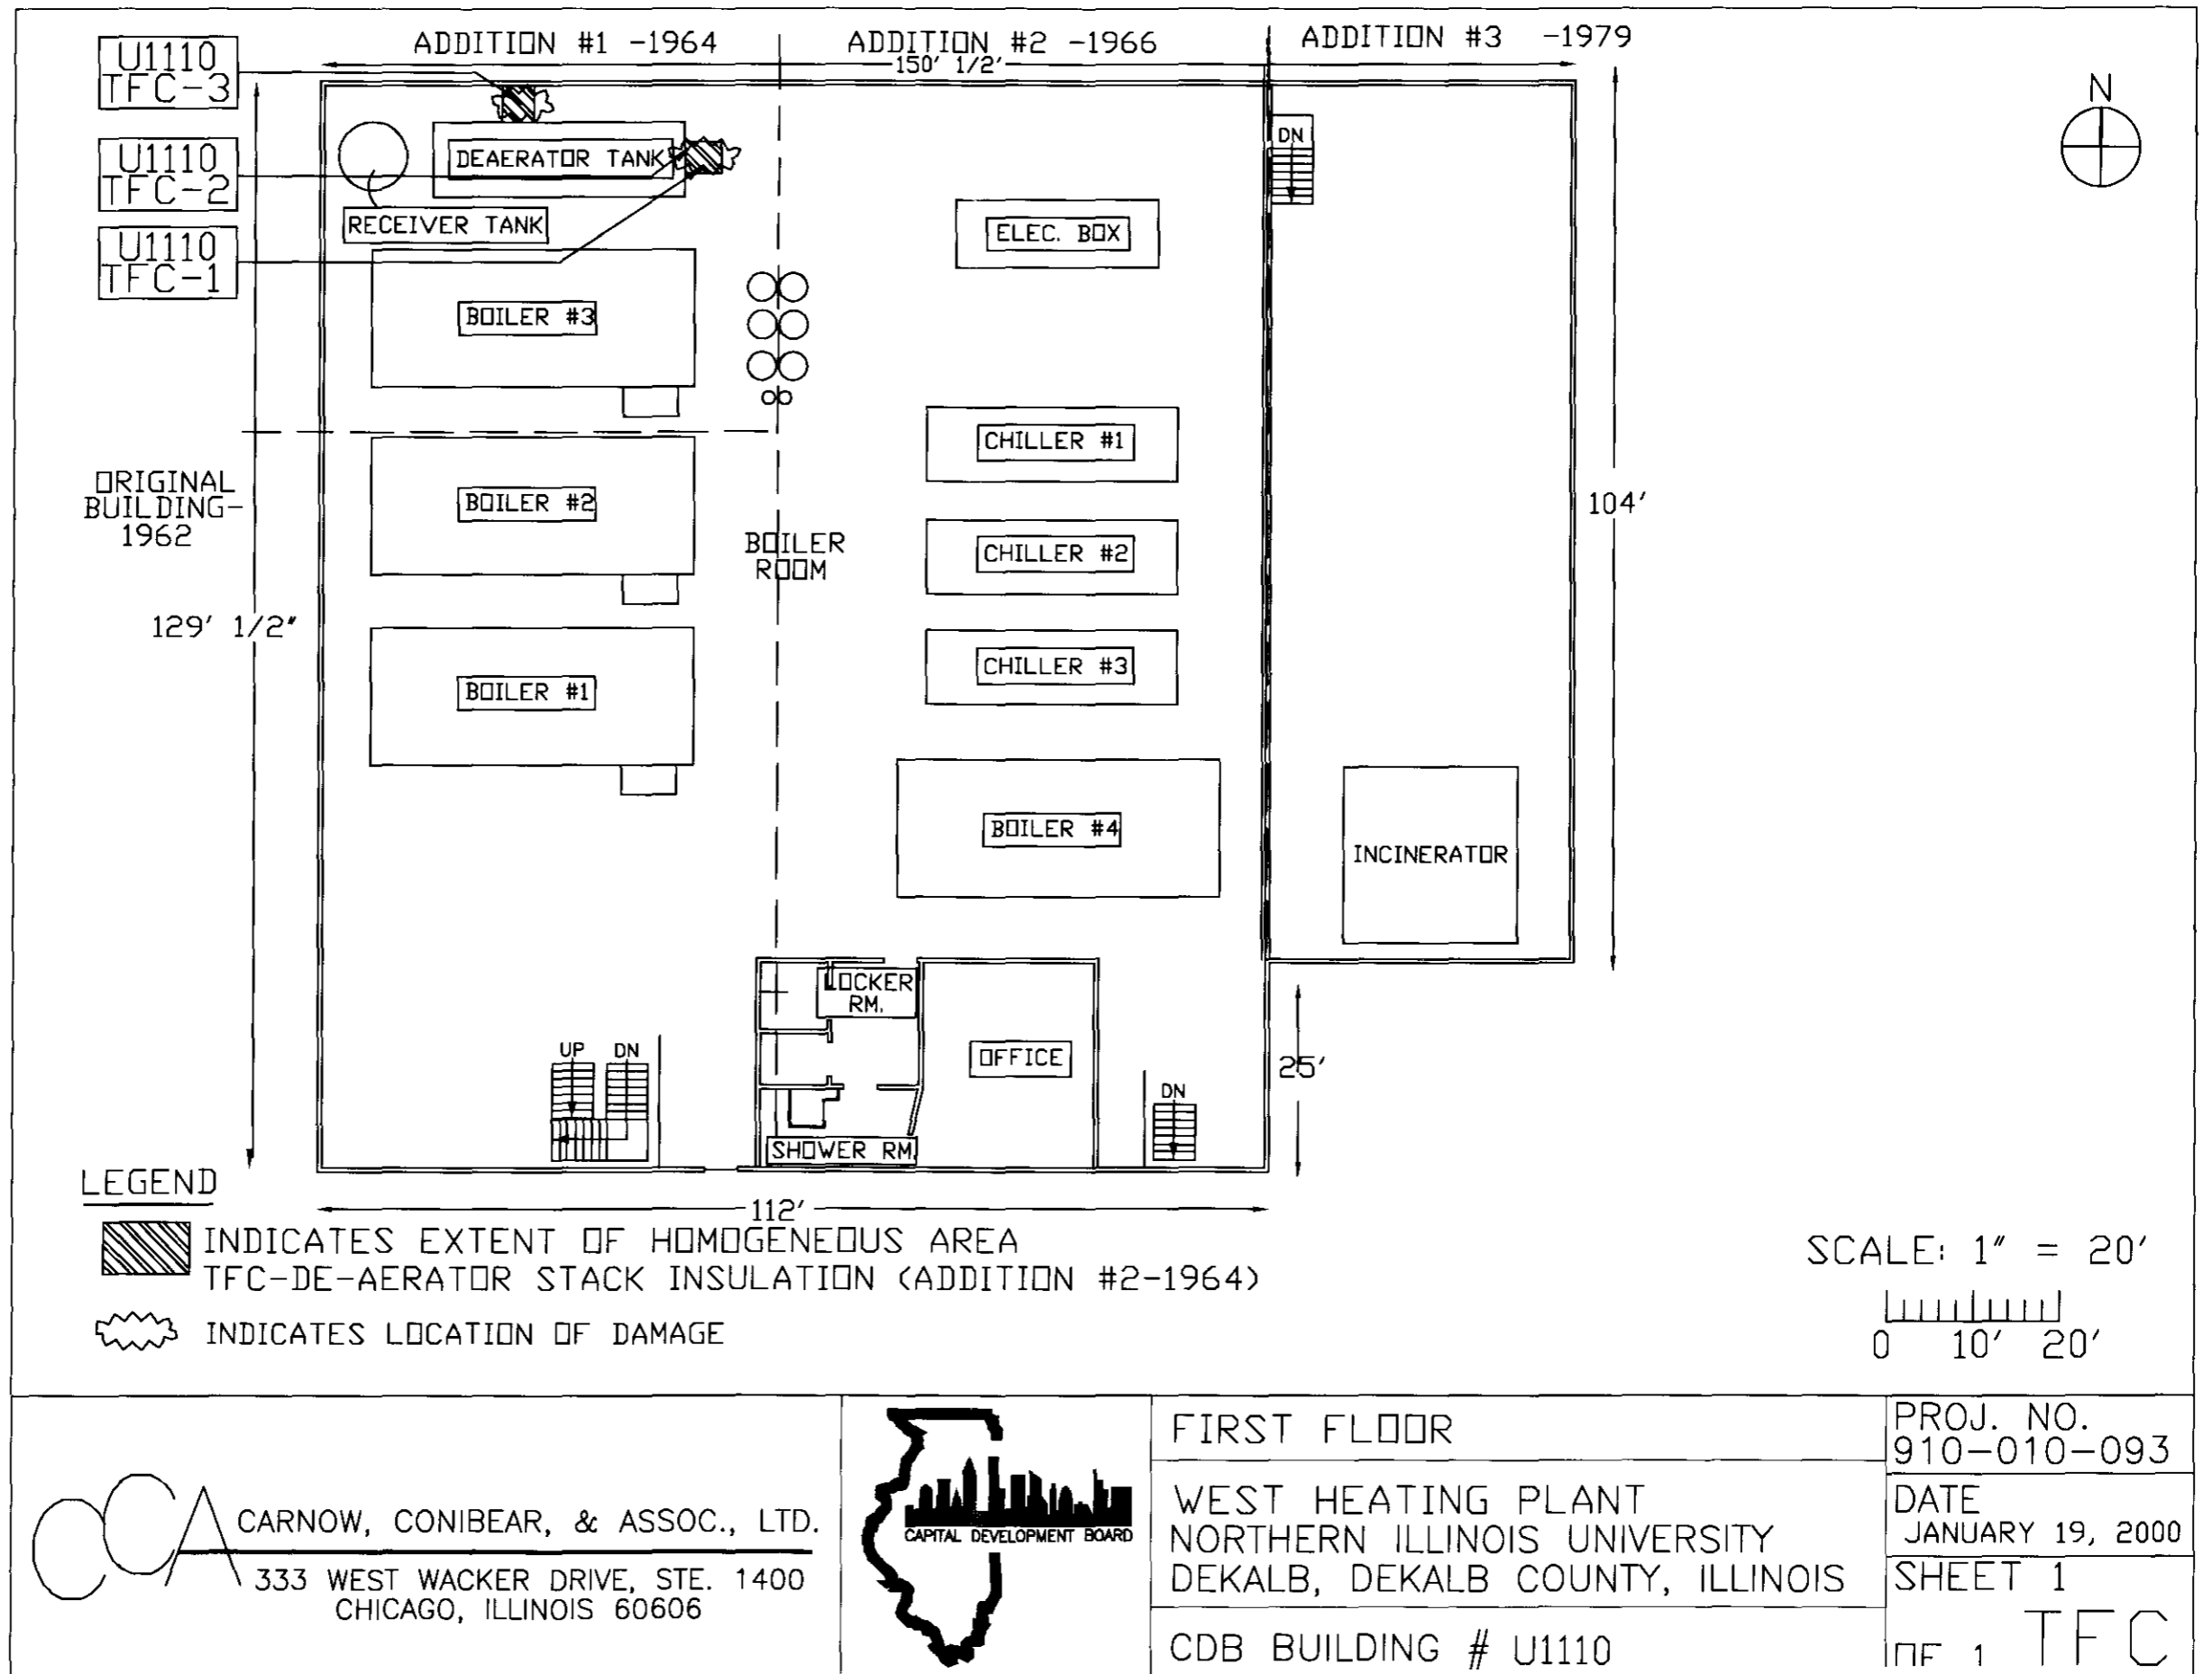 ADDITION #1 -1964
ADDITION #2 -1966
ADDITION #3 -1979
150' 1/2'
U1110
TFC-3
U1110
TFC-2
U1110
TFC-1
N
DN
DEAERATOR TANK
RECEIVER TANK
ELEC. BOX
BOILER #3
CHILLER #1
ORIGINAL
BUILDING-
1962
BOILER #2
104'
BOILER
ROOM
CHILLER #2
129' 1/2"
CHILLER #3
BOILER #1
BOILER #4
INCINERATOR
LOCKER
RM.
UP
DN
OFFICE
25'
DN
SHOWER RM
112'
LEGEND
INDICATES EXTENT OF HOMOGENEOUS AREA
TFC-DE-AERATOR STACK INSULATION (ADDITION #2-1964)
INDICATES LOCATION OF DAMAGE
SCALE: 1" = 20'
0 10' 20'
CCA
CARNOW, CONIBEAR, & ASSOC., LTD.
333 WEST WACKER DRIVE, STE. 1400
CHICAGO, ILLINOIS 60606
CAPITAL DEVELOPMENT BOARD
FIRST FLOOR
WEST HEATING PLANT
NORTHERN ILLINOIS UNIVERSITY
DEKALB, DEKALB COUNTY, ILLINOIS
CDB BUILDING # U1110
PROJ. NO.
910-010-093
DATE
JANUARY 19, 2000
SHEET 1
OF 1
TFC